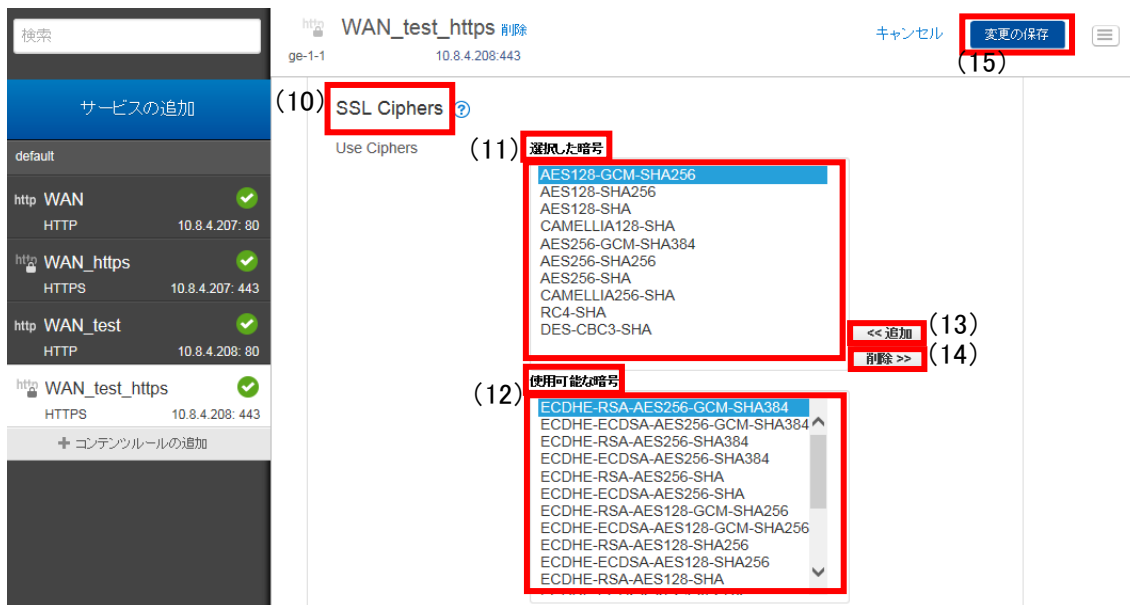 検索
サービスの追加
default
http WAN
HTTP 10.8.4.207: 80
http WAN_https
HTTPS 10.8.4.207: 443
http WAN_test
HTTP 10.8.4.208: 80
http WAN_test_https
HTTPS 10.8.4.208: 443
+ コンテンツルールの追加
http WAN_test_https 削除
ge-1-1 10.8.4.208:443
キャンセル
変更の保存
(15)
(10) SSL Ciphers ?
Use Ciphers
(11) 選択した暗号
AES128-GCM-SHA256
AES128-SHA256
AES128-SHA
CAMELLIA128-SHA
AES256-GCM-SHA384
AES256-SHA256
AES256-SHA
CAMELLIA256-SHA
RC4-SHA
DES-CBC3-SHA
<< 追加 (13)
削除 >> (14)
(12) 使用可能な暗号
ECDHE-RSA-AES256-GCM-SHA384
ECDHE-ECDSA-AES256-GCM-SHA384
ECDHE-RSA-AES256-SHA384
ECDHE-ECDSA-AES256-SHA384
ECDHE-RSA-AES256-SHA
ECDHE-ECDSA-AES256-SHA
ECDHE-RSA-AES128-GCM-SHA256
ECDHE-ECDSA-AES128-GCM-SHA256
ECDHE-RSA-AES128-SHA256
ECDHE-ECDSA-AES128-SHA256
ECDHE-RSA-AES128-SHA